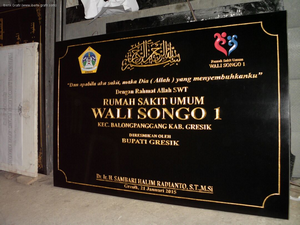 Rumah Sakit Umum
WALI SONGO 1
"Dan apabila aku sakit, maka Dia ( Allah ) yang menyembuhkanku"
Dengan Rahmat Allah SWT
RUMAH SAKIT UMUM
WALI SONGO 1
KEC. BALONGPANGGANG KAB. GRESIK
DIRESMIKAN OLEH
BUPATI GRESIK
Dr. Ir. H. SAMBARI HALIM RADIANTO, S.T.,M.Si
Gresik, 21 Januari 2015